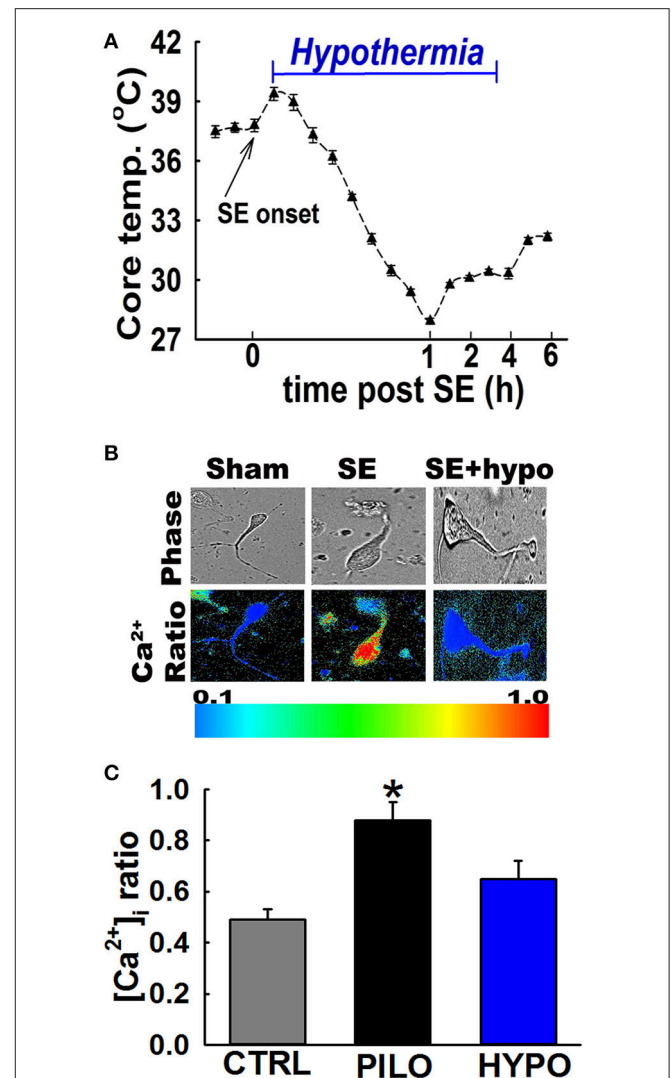 A
Hypothermia
Core temp. (°C)
42
39
36
33
30
27
SE onset
0 1 2 4 6
time post SE (h)
B
Sham SE SE+hypo
Phase
Ca²⁺
Ratio
0.1 1.0
C
[Ca²⁺]ᵢ ratio
1.0
0.8
0.6
0.4
0.2
0.0
*
CTRL PILO HYPO